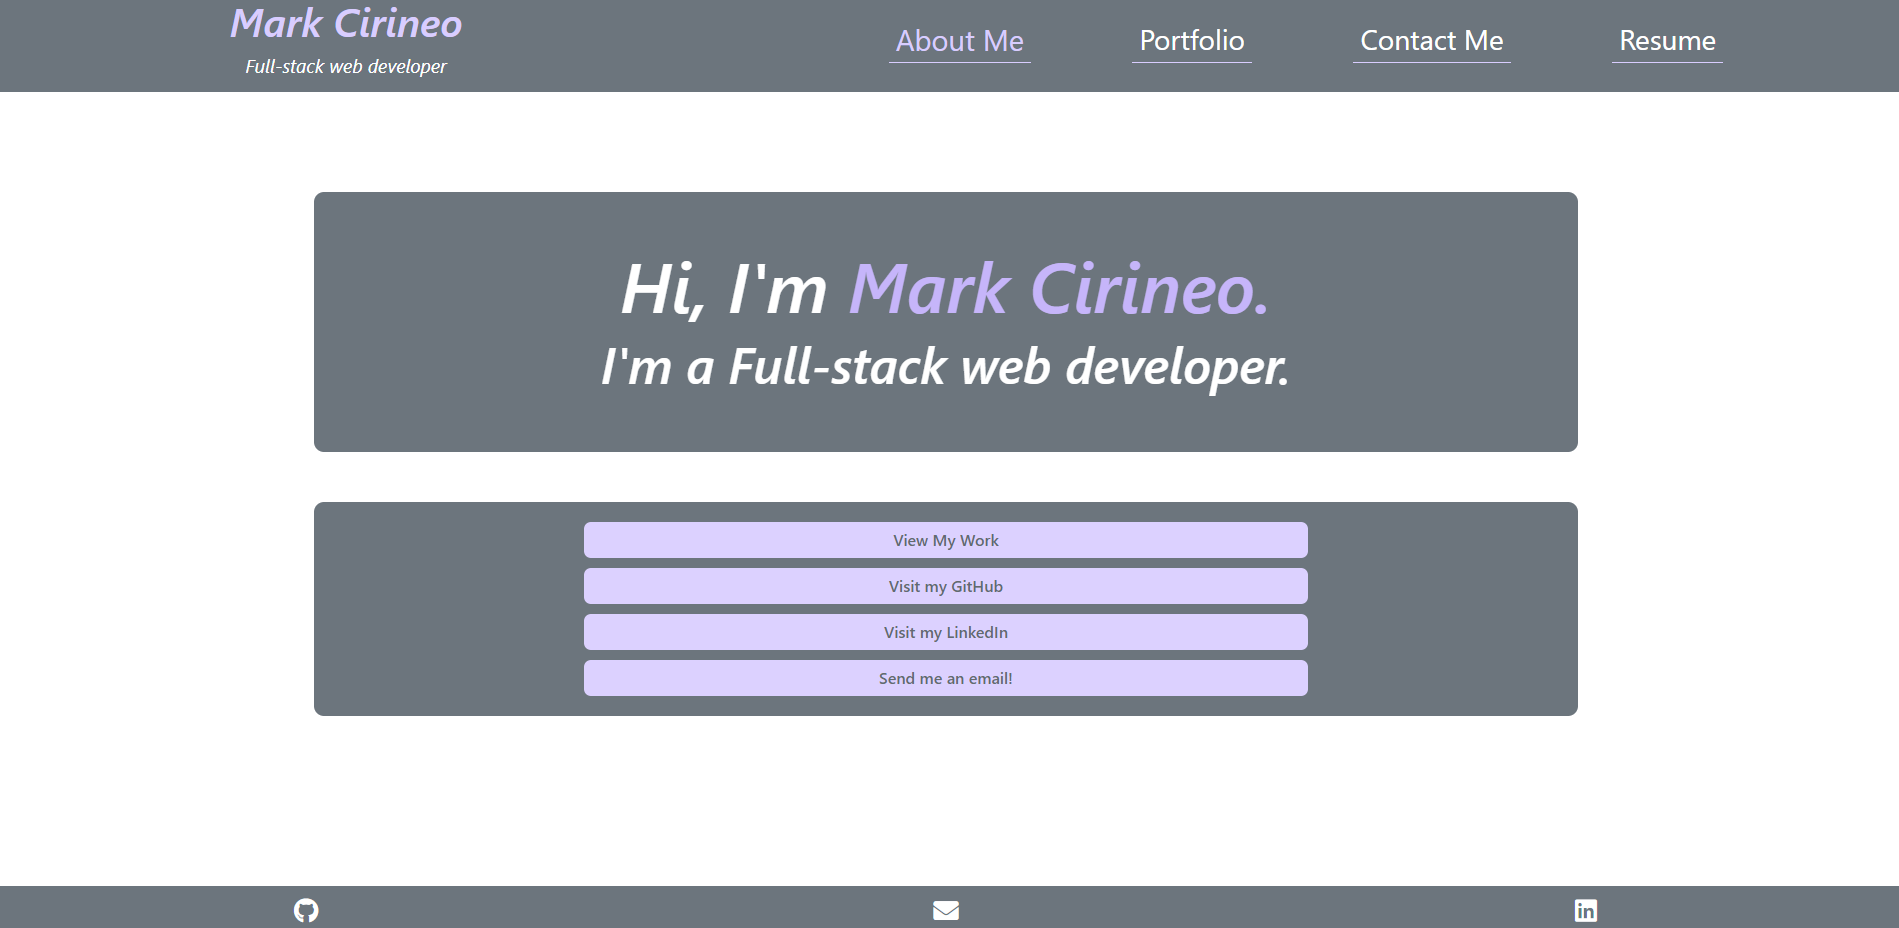 Mark Cirineo
Full-stack web developer
About Me
Portfolio
Contact Me
Resume
Hi, I'm Mark Cirineo.
I'm a Full-stack web developer.
View My Work
Visit my GitHub
Visit my LinkedIn
Send me an email!
in